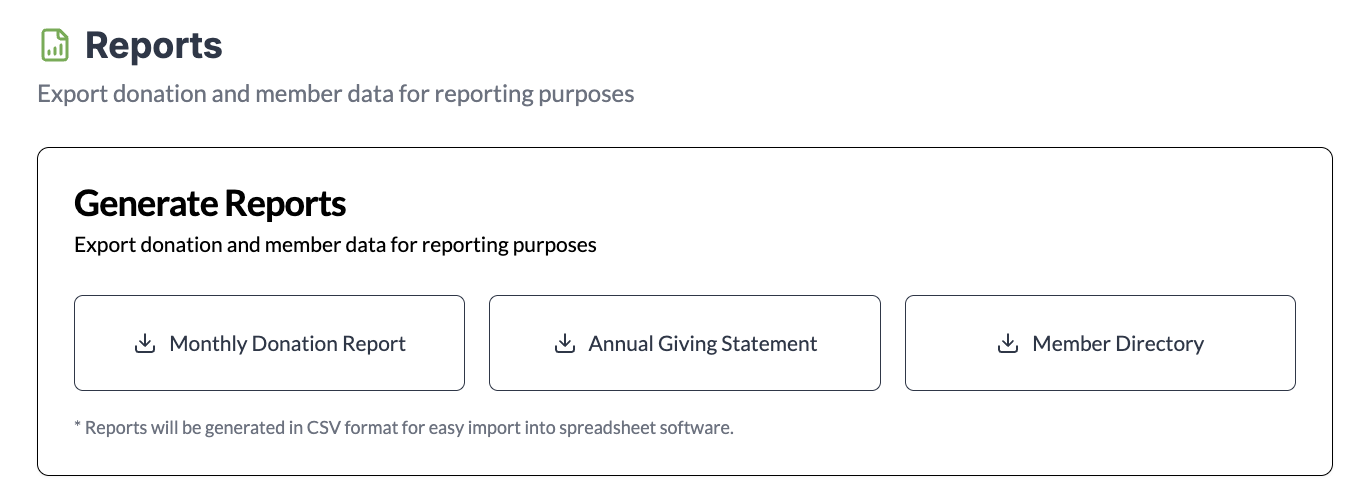 Reports
Export donation and member data for reporting purposes
Generate Reports
Export donation and member data for reporting purposes
Monthly Donation Report
Annual Giving Statement
Member Directory
* Reports will be generated in CSV format for easy import into spreadsheet software.